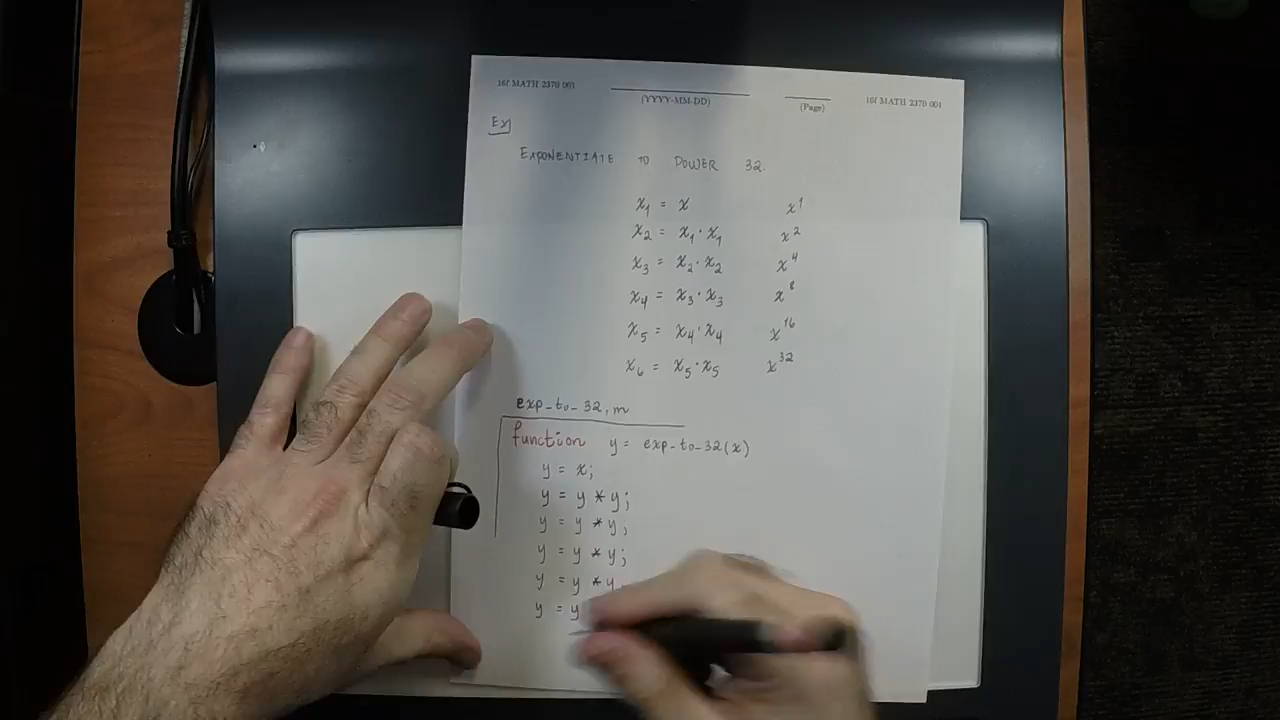 16f MATH 2370 001 (YYYY-MM-DD) (Page) 16f MATH 2370 001
Ex
EXPONENTIATE TO POWER 32.
x₁ = x x¹
x₂ = x₁ · x₁ x²
x₃ = x₂ · x₂ x⁴
x₄ = x₃ · x₃ x⁸
x₅ = x₄ · x₄ x¹⁶
x₆ = x₅ · x₅ x³²
exp_to_32.m
function y = exp_to_32(x)
y = x;
y = y * y;
y = y * y;
y = y * y;
y = y * y
y = y